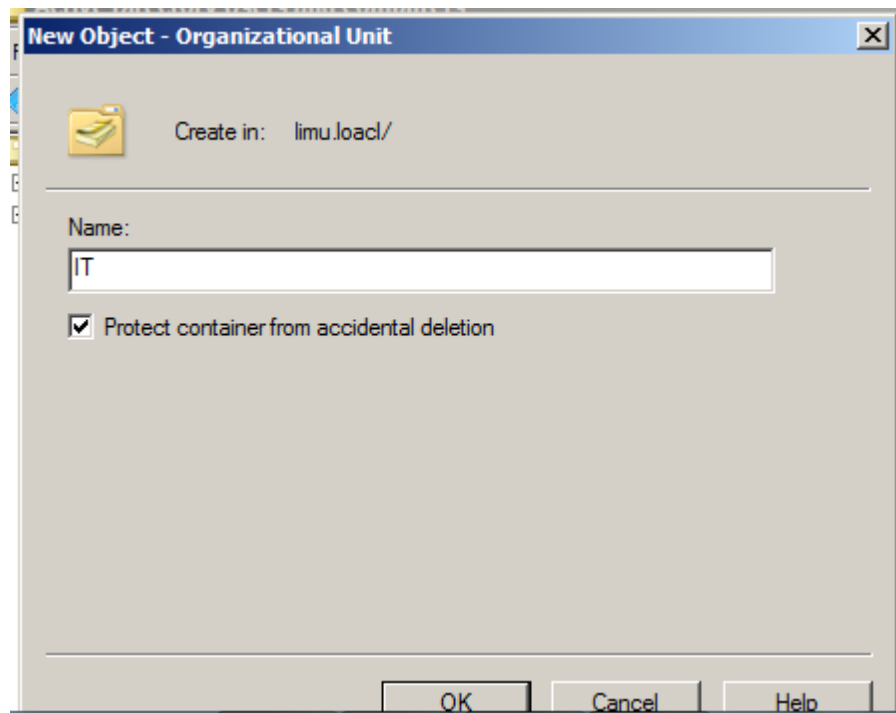 New Object - Organizational Unit
Create in: limu.loacl/
Name:
IT
Protect container from accidental deletion
OK Cancel Help